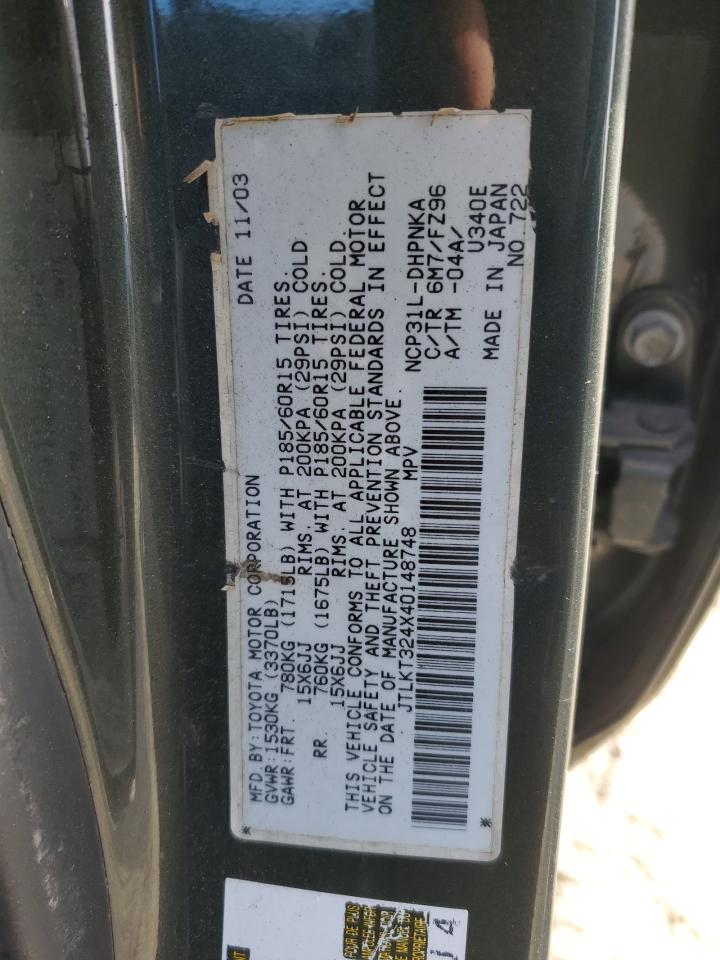 MFD.BY:TOYOTA MOTOR CORPORATION DATE 11/03
GVWR:1530KG (3370LB)
GAWR:FRT 780KG (1715LB) WITH P185/60R15 TIRES.
15X6JJ RIMS. AT 200KPA (29PSI) COLD
RR 760KG (1675LB) WITH P185/60R15 TIRES.
15X6JJ RIMS. AT 200KPA (29PSI) COLD.
THIS VEHICLE CONFORMS TO ALL APPLICABLE FEDERAL MOTOR
VEHICLE SAFETY AND THEFT PREVENTION STANDARDS IN EFFECT
ON THE DATE OF MANUFACTURE SHOWN ABOVE.
JTLKT324X40148748 MPV
NCP31L-DHPNKA
C/TR 6M7/FZ96
A/TM -04A/
U340E
MADE IN JAPAN
NO.722
* *
POUR DE PLUS